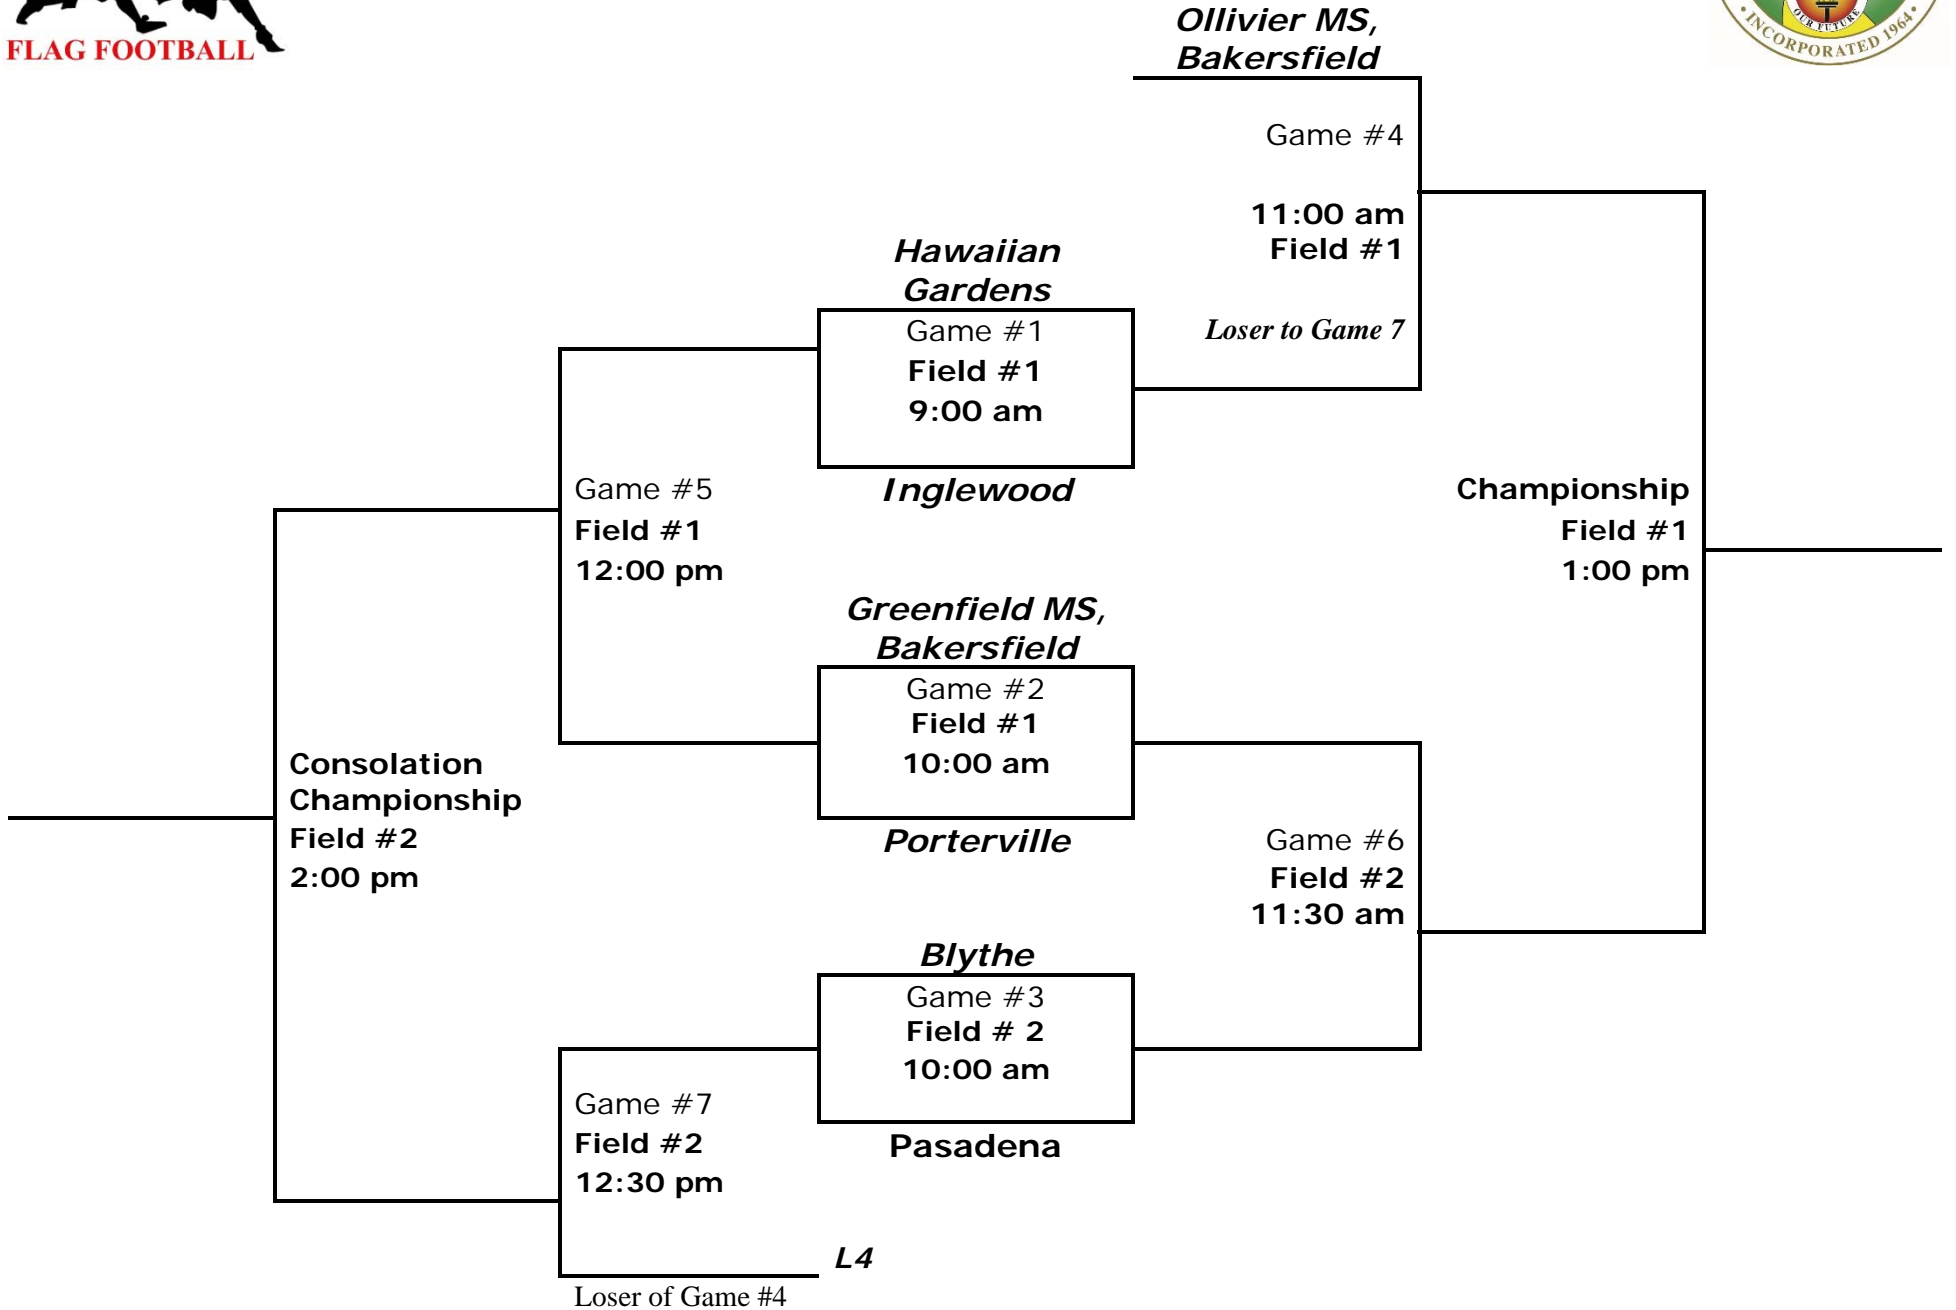 FLAG FOOTBALL
OUR FUTURE
• INCORPORATED 1964 •
Ollivier MS,
Bakersfield
Game #4
11:00 am
Field #1
Loser to Game 7
Hawaiian
Gardens
Game #1
Field #1
9:00 am
Inglewood
Game #5
Field #1
12:00 pm
Championship
Field #1
1:00 pm
Greenfield MS,
Bakersfield
Game #2
Field #1
10:00 am
Porterville
Consolation
Championship
Field #2
2:00 pm
Game #6
Field #2
11:30 am
Blythe
Game #3
Field # 2
10:00 am
Pasadena
Game #7
Field #2
12:30 pm
L4
Loser of Game #4